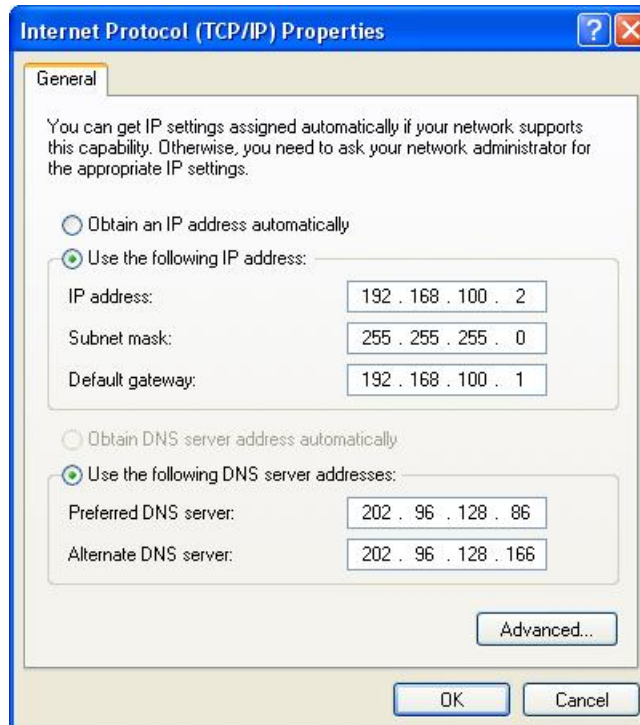 Internet Protocol (TCP/IP) Properties
General
You can get IP settings assigned automatically if your network supports
this capability. Otherwise, you need to ask your network administrator for
the appropriate IP settings.
Obtain an IP address automatically
Use the following IP address:
IP address: 192 . 168 . 100 . 2
Subnet mask: 255 . 255 . 255 . 0
Default gateway: 192 . 168 . 100 . 1
Obtain DNS server address automatically
Use the following DNS server addresses:
Preferred DNS server: 202 . 96 . 128 . 86
Alternate DNS server: 202 . 96 . 128 . 166
Advanced...
OK Cancel